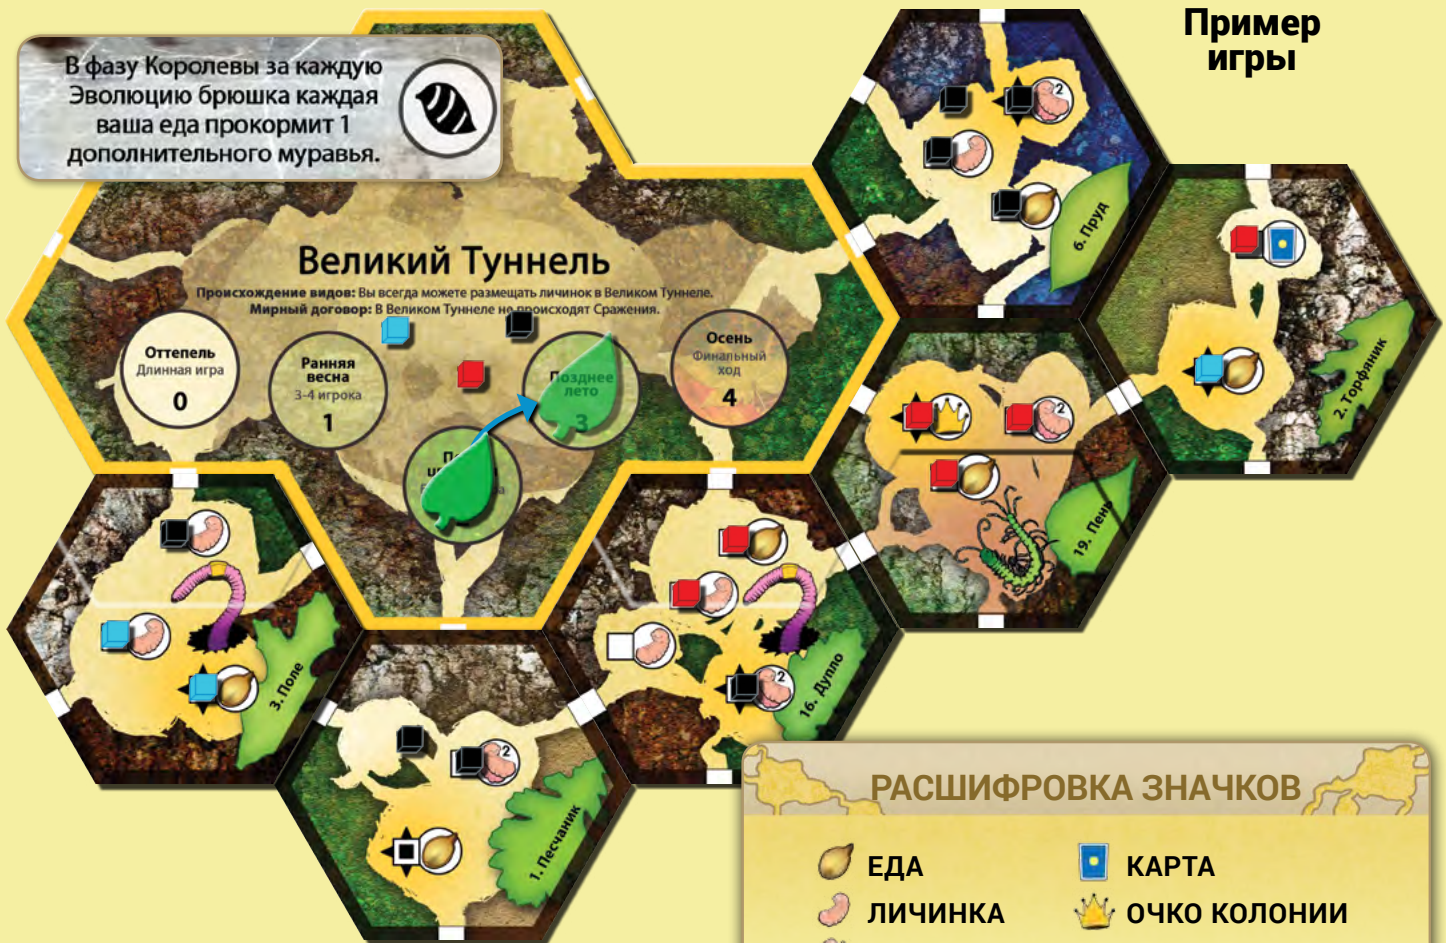 Пример
игры
В фазу Королевы за каждую
Эволюцию брюшка каждая
ваша еда прокормит 1
дополнительного муравья.
Великий Туннель
Происхождение видов: Вы всегда можете размещать личинок в Великом Туннеле.
Мирный договор: В Великом Туннеле не происходят Сражения.
Оттепель
Длинная игра
0
Ранняя
весна
3-4 игрока
1
Позднее
лето
3
Осень
Финальный
ход
4
2
6. Пруд
2. Торфяник
2
19. Пень
3. Поле
2
16. Дупло
2
1. Песчаник
РАСШИФРОВКА ЗНАЧКОВ
ЕДА
КАРТА
ЛИЧИНКА
ОЧКО КОЛОНИИ